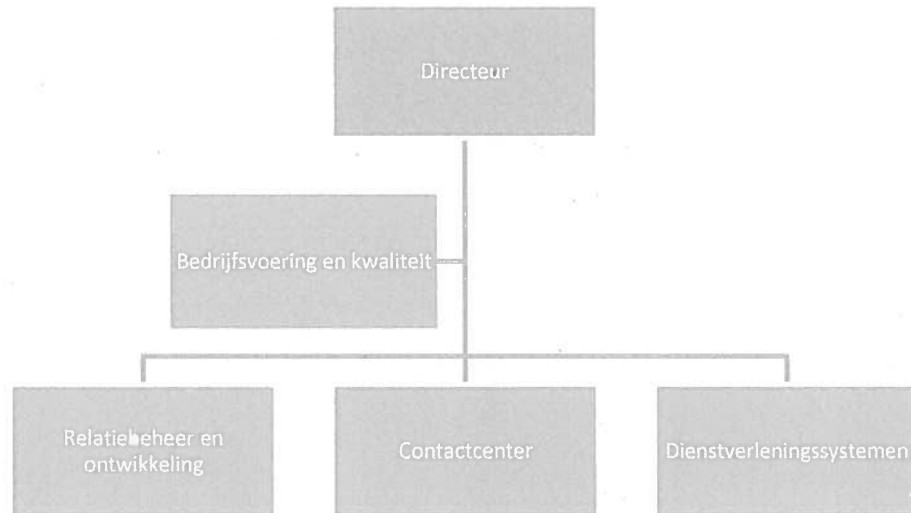 Directeur
Bedrijfsvoering en kwaliteit
Relatiebeheer en
ontwikkeling
Contactcenter
Dienstverleningssystemen